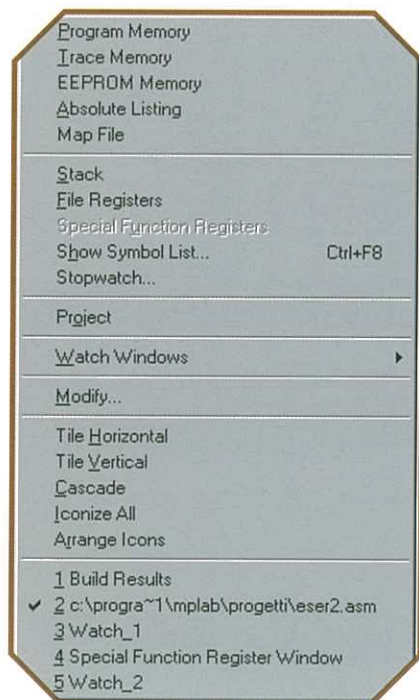 Program Memory
Trace Memory
EEPROM Memory
Absolute Listing
Map File
Stack
File Registers
Special Function Registers
Show Symbol List... Ctrl+F8
Stopwatch...
Project
Watch Windows
Modify...
Tile Horizontal
Tile Vertical
Cascade
Iconize All
Arrange Icons
1 Build Results
2 c:\progra~1\mplab\progetti\eser2.asm
3 Watch_1
4 Special Function Register Window
5 Watch_2